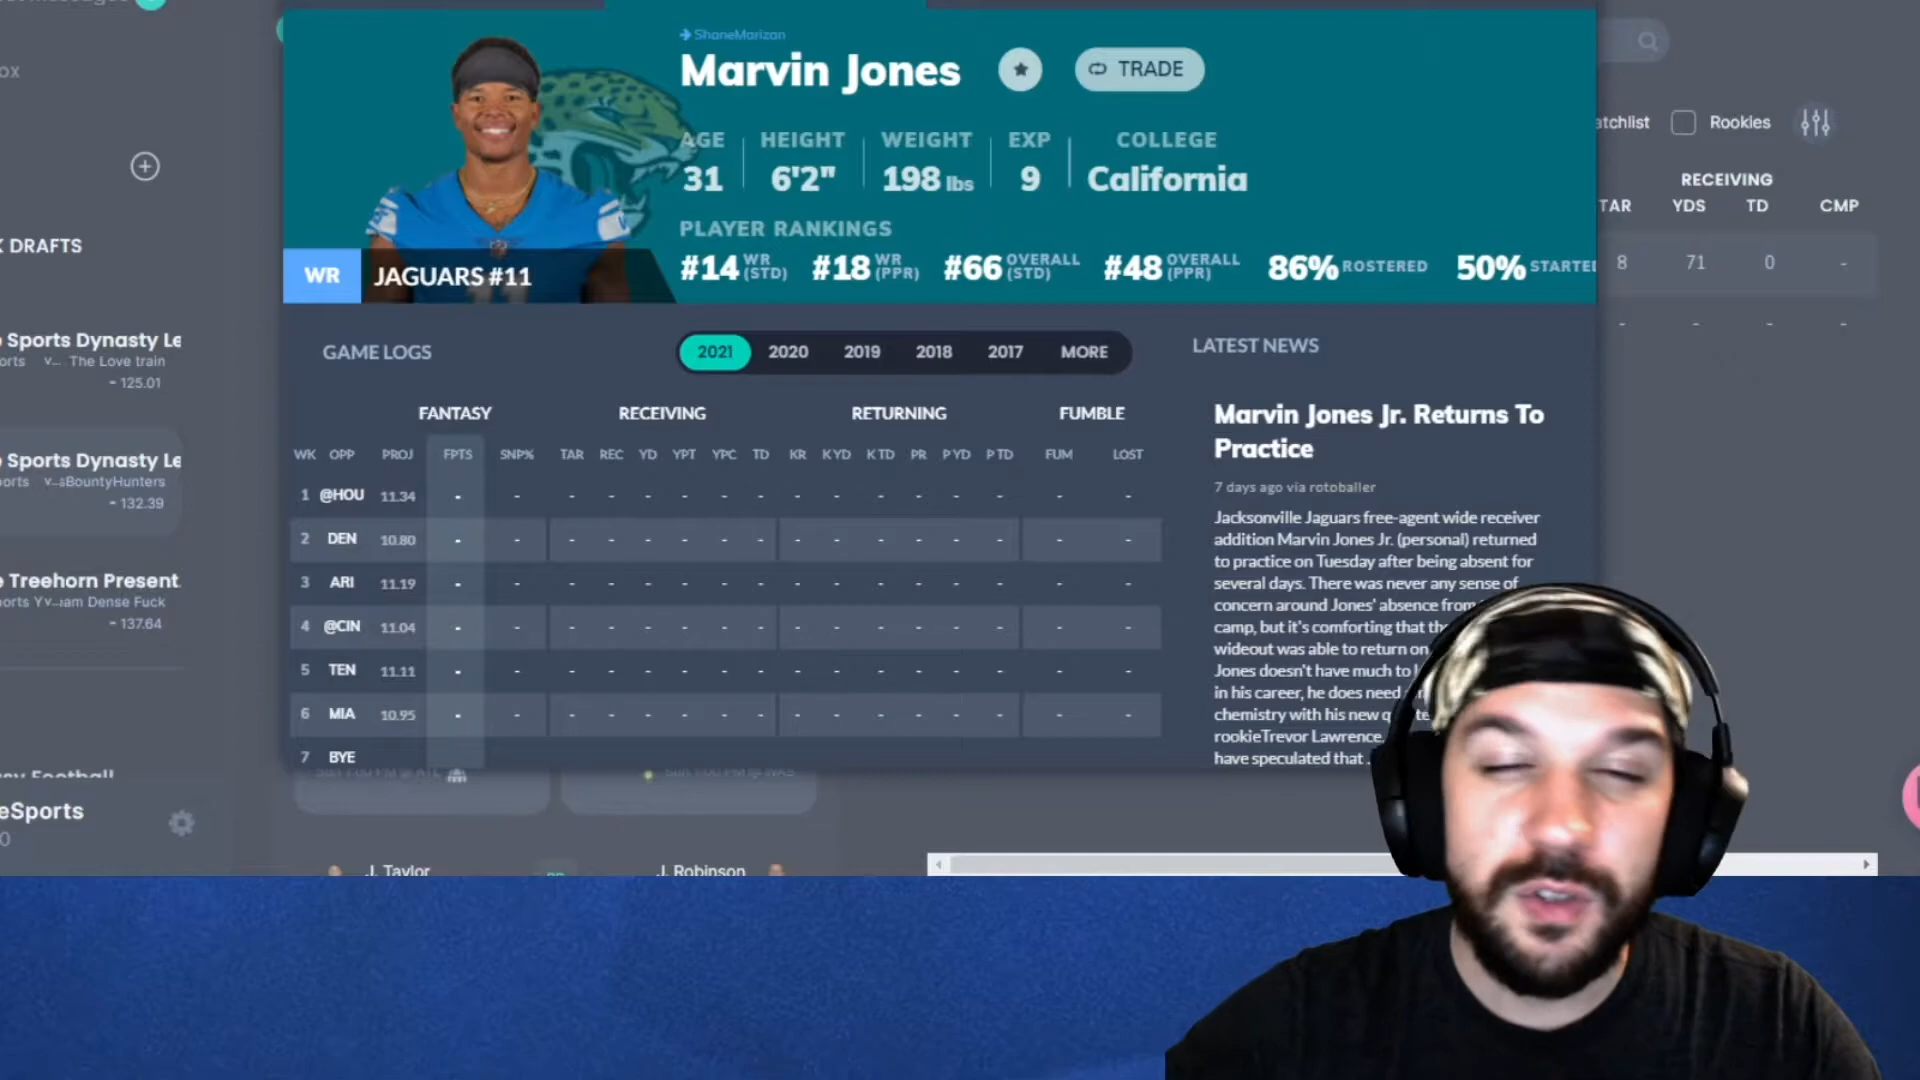 ShaneMarizan
Marvin Jones
TRADE
AGE HEIGHT WEIGHT EXP COLLEGE
31 6'2" 198 lbs 9 California
PLAYER RANKINGS
#14 WR (STD) #18 WR (PPR) #66 OVERALL (STD) #48 OVERALL (PPR) 86% ROSTERED 50% STARTED
WR JAGUARS #11
Rookies
RECEIVING
TAR YDS TD CMP
8 71 0 -
- - - -
DRAFTS
Sports Dynasty Le
The Love train
- 125.01
Sports Dynasty Le
sBountyHunters
- 132.39
Treehorn Present.
am Dense Fuck
- 137.64
eSports
GAME LOGS
2021 2020 2019 2018 2017 MORE
FANTASY RECEIVING RETURNING FUMBLE
WK OPP PROJ FPTS SNP% TAR REC YD YPT YPC TD KR K YD K TD PR P YD P TD FUM LOST
1 @HOU 11.34 - - - - - - - - - - - - - - - -
2 DEN 10.80 - - - - - - - - - - - - - - - -
3 ARI 11.19 - - - - - - - - - - - - - - - -
4 @CIN 11.04 - - - - - - - - - - - - - - - -
5 TEN 11.11 - - - - - - - - - - - - - - - -
6 MIA 10.95 - - - - - - - - - - - - - - - -
7 BYE
J. Taylor J. Robinson
LATEST NEWS
Marvin Jones Jr. Returns To
Practice
7 days ago via rotoballer
Jacksonville Jaguars free-agent wide receiver
addition Marvin Jones Jr. (personal) returned
to practice on Tuesday after being absent for
several days. There was never any sense of
concern around Jones' absence from
camp, but it's comforting that
wideout was able to return on
Jones doesn't have much to
in his career, he does need
chemistry with his new
rookieTrevor Lawrence.
have speculated that